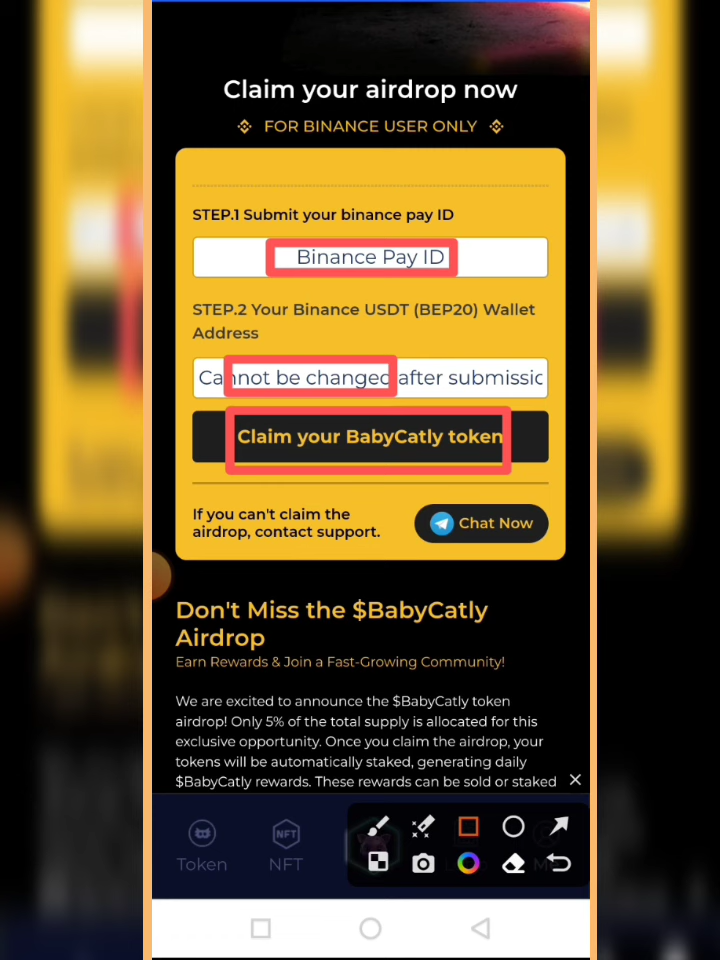 Claim your airdrop now
FOR BINANCE USER ONLY
STEP.1 Submit your binance pay ID
Binance Pay ID
STEP.2 Your Binance USDT (BEP20) Wallet
Address
Cannot be changed after submissic
Claim your BabyCatly token
If you can't claim the
airdrop, contact support.
Chat Now
Don't Miss the $BabyCatly
Airdrop
Earn Rewards & Join a Fast-Growing Community!
We are excited to announce the $BabyCatly token
airdrop! Only 5% of the total supply is allocated for this
exclusive opportunity. Once you claim the airdrop, your
tokens will be automatically staked, generating daily
$BabyCatly rewards. These rewards can be sold or staked
NFT
Token
NFT